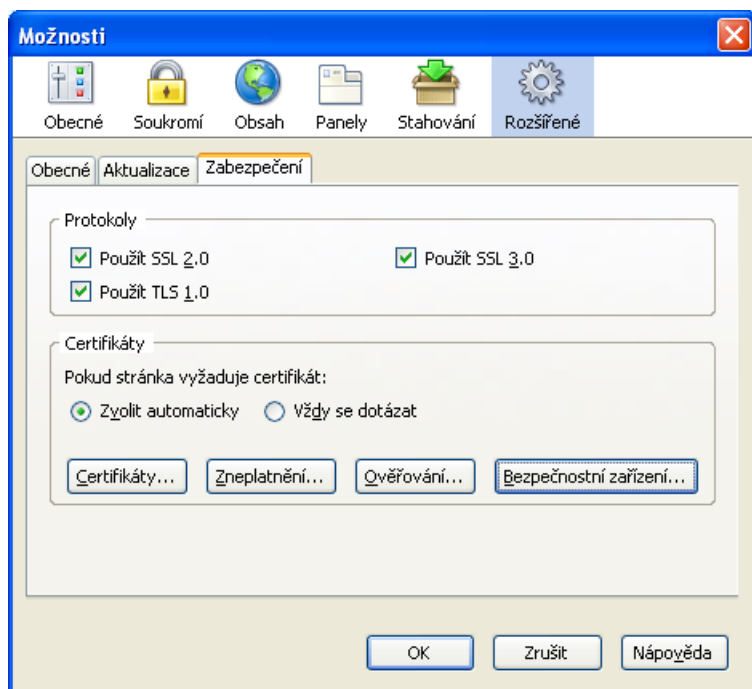 Možnosti
Obecné Soukromí Obsah Panely Stahování Rozšířené
Obecné Aktualizace Zabezpečení
Protokoly
Použít SSL 2.0 Použít SSL 3.0
Použít TLS 1.0
Certifikáty
Pokud stránka vyžaduje certifikát:
Zvolit automaticky Vždy se dotázat
Certifikáty... Zneplatnění... Ověřování... Bezpečnostní zařízení...
OK Zrušit Nápověda